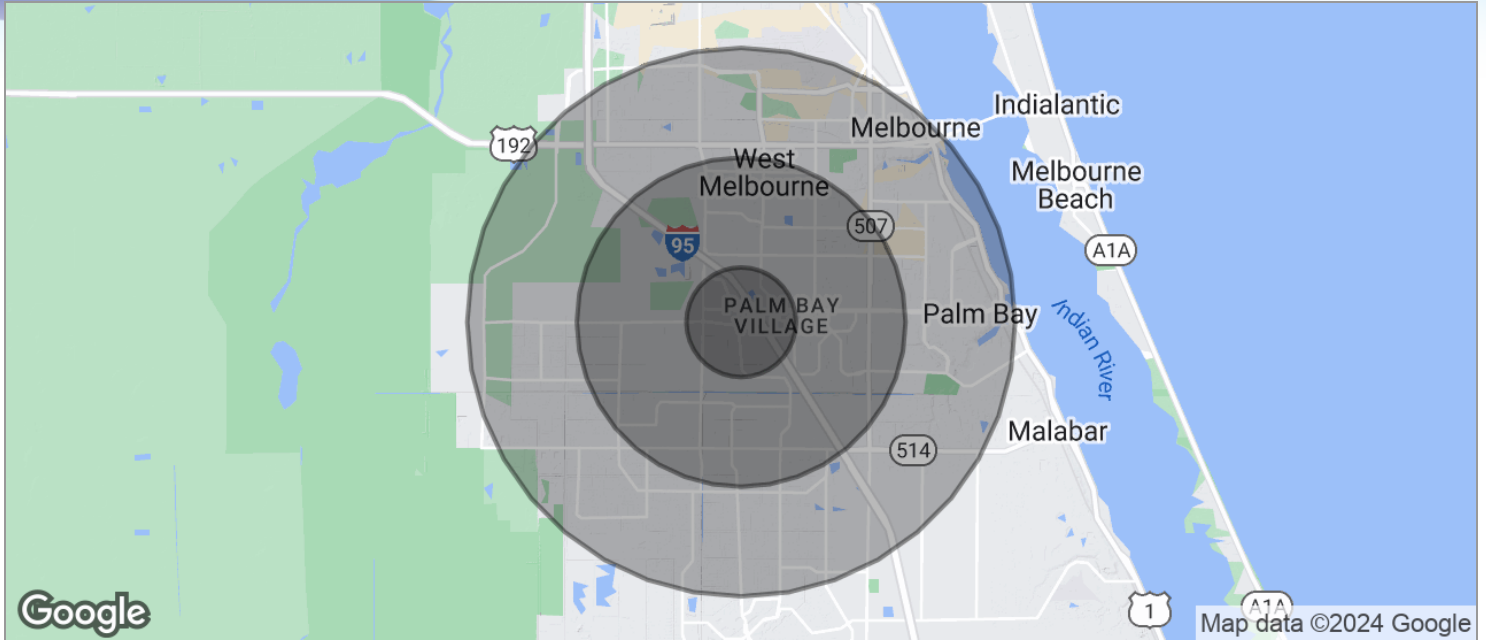 Indialantic
Melbourne
192
West
Melbourne
Melbourne
Beach
507
95
A1A
PALM BAY
VILLAGE
Palm Bay
Indian River
Malabar
514
1
A1A
Google
Map data ©2024 Google